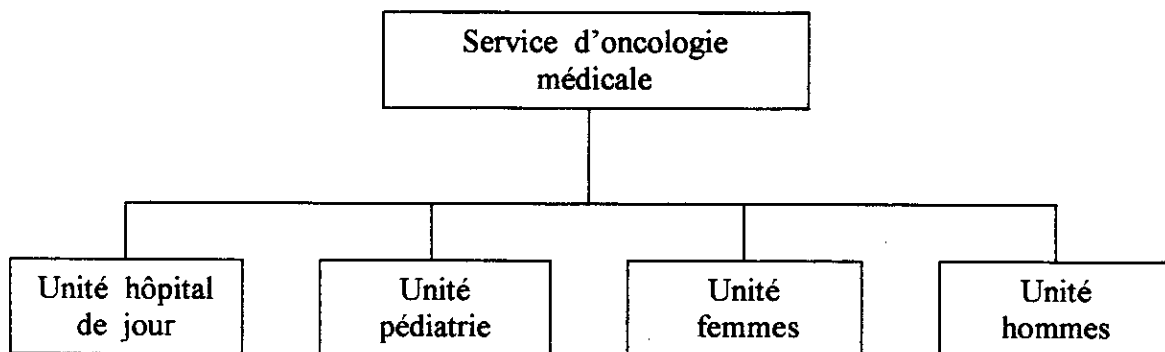 Service d'oncologie
médicale
Unité hôpital
de jour
Unité
pédiatrie
Unité
femmes
Unité
hommes